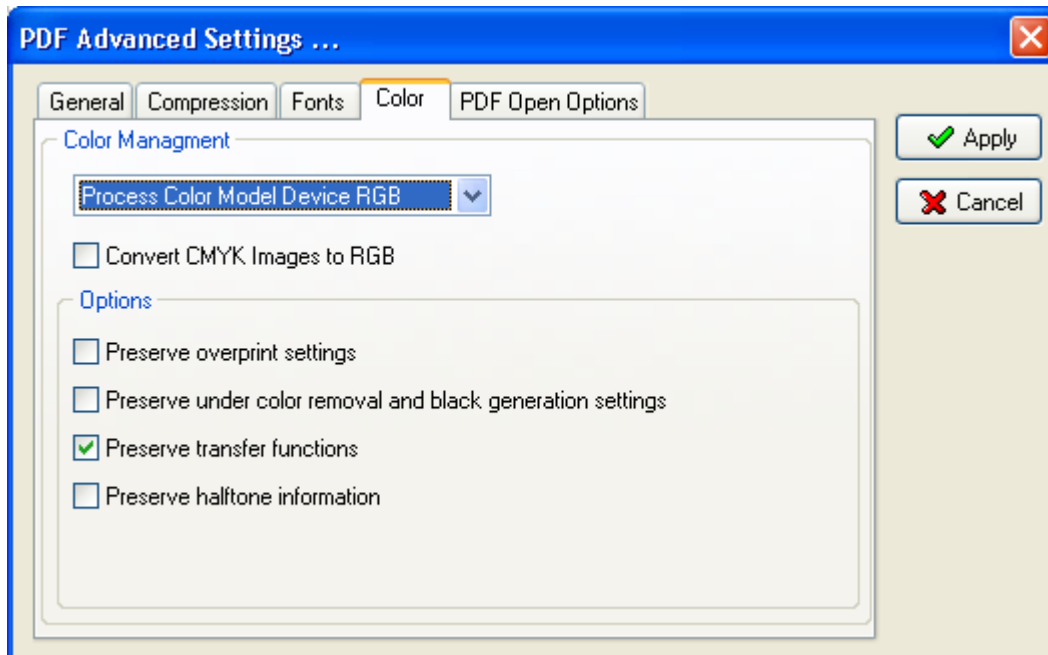 PDF Advanced Settings ...
General Compression Fonts Color PDF Open Options
Color Managment
Process Color Model Device RGB
Convert CMYK Images to RGB
Options
Preserve overprint settings
Preserve under color removal and black generation settings
Preserve transfer functions
Preserve halftone information
Apply
Cancel